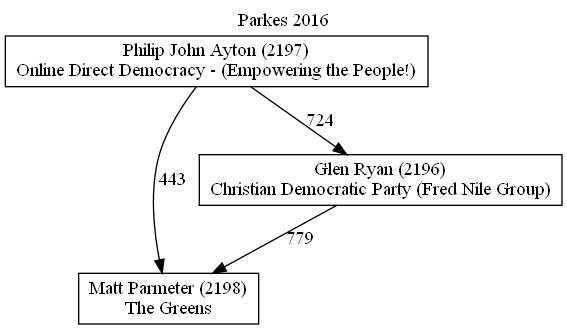 Parkes 2016
Philip John Ayton (2197)
Online Direct Democracy - (Empowering the People!)
724
Glen Ryan (2196)
Christian Democratic Party (Fred Nile Group)
443
779
Matt Parmeter (2198)
The Greens